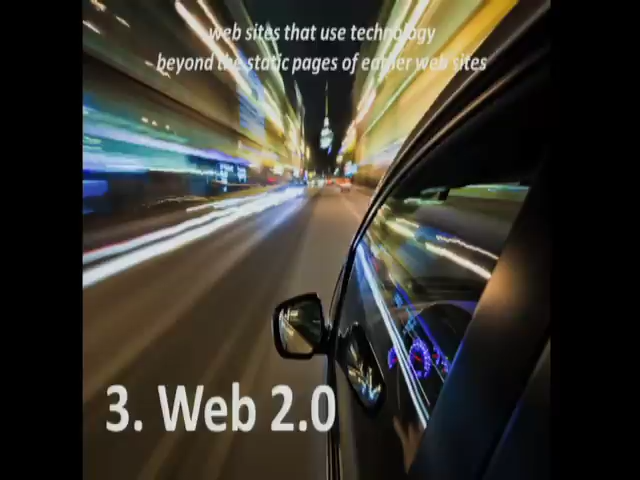 web sites that use technology
beyond the static pages of earlier web sites
3. Web 2.0